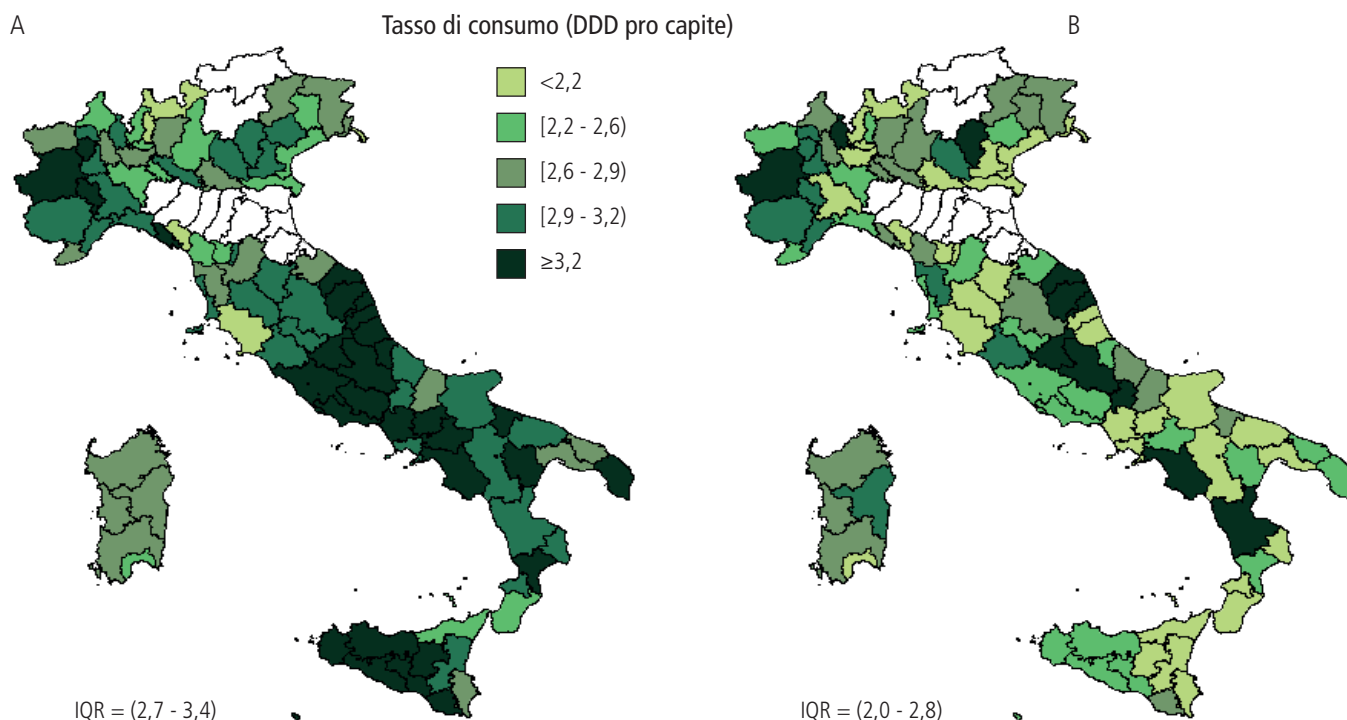 A
Tasso di consumo (DDD pro capite)
B
<2,2
[2,2 - 2,6)
[2,6 - 2,9)
[2,9 - 3,2)
≥3,2
IQR = (2,7 - 3,4)
IQR = (2,0 - 2,8)